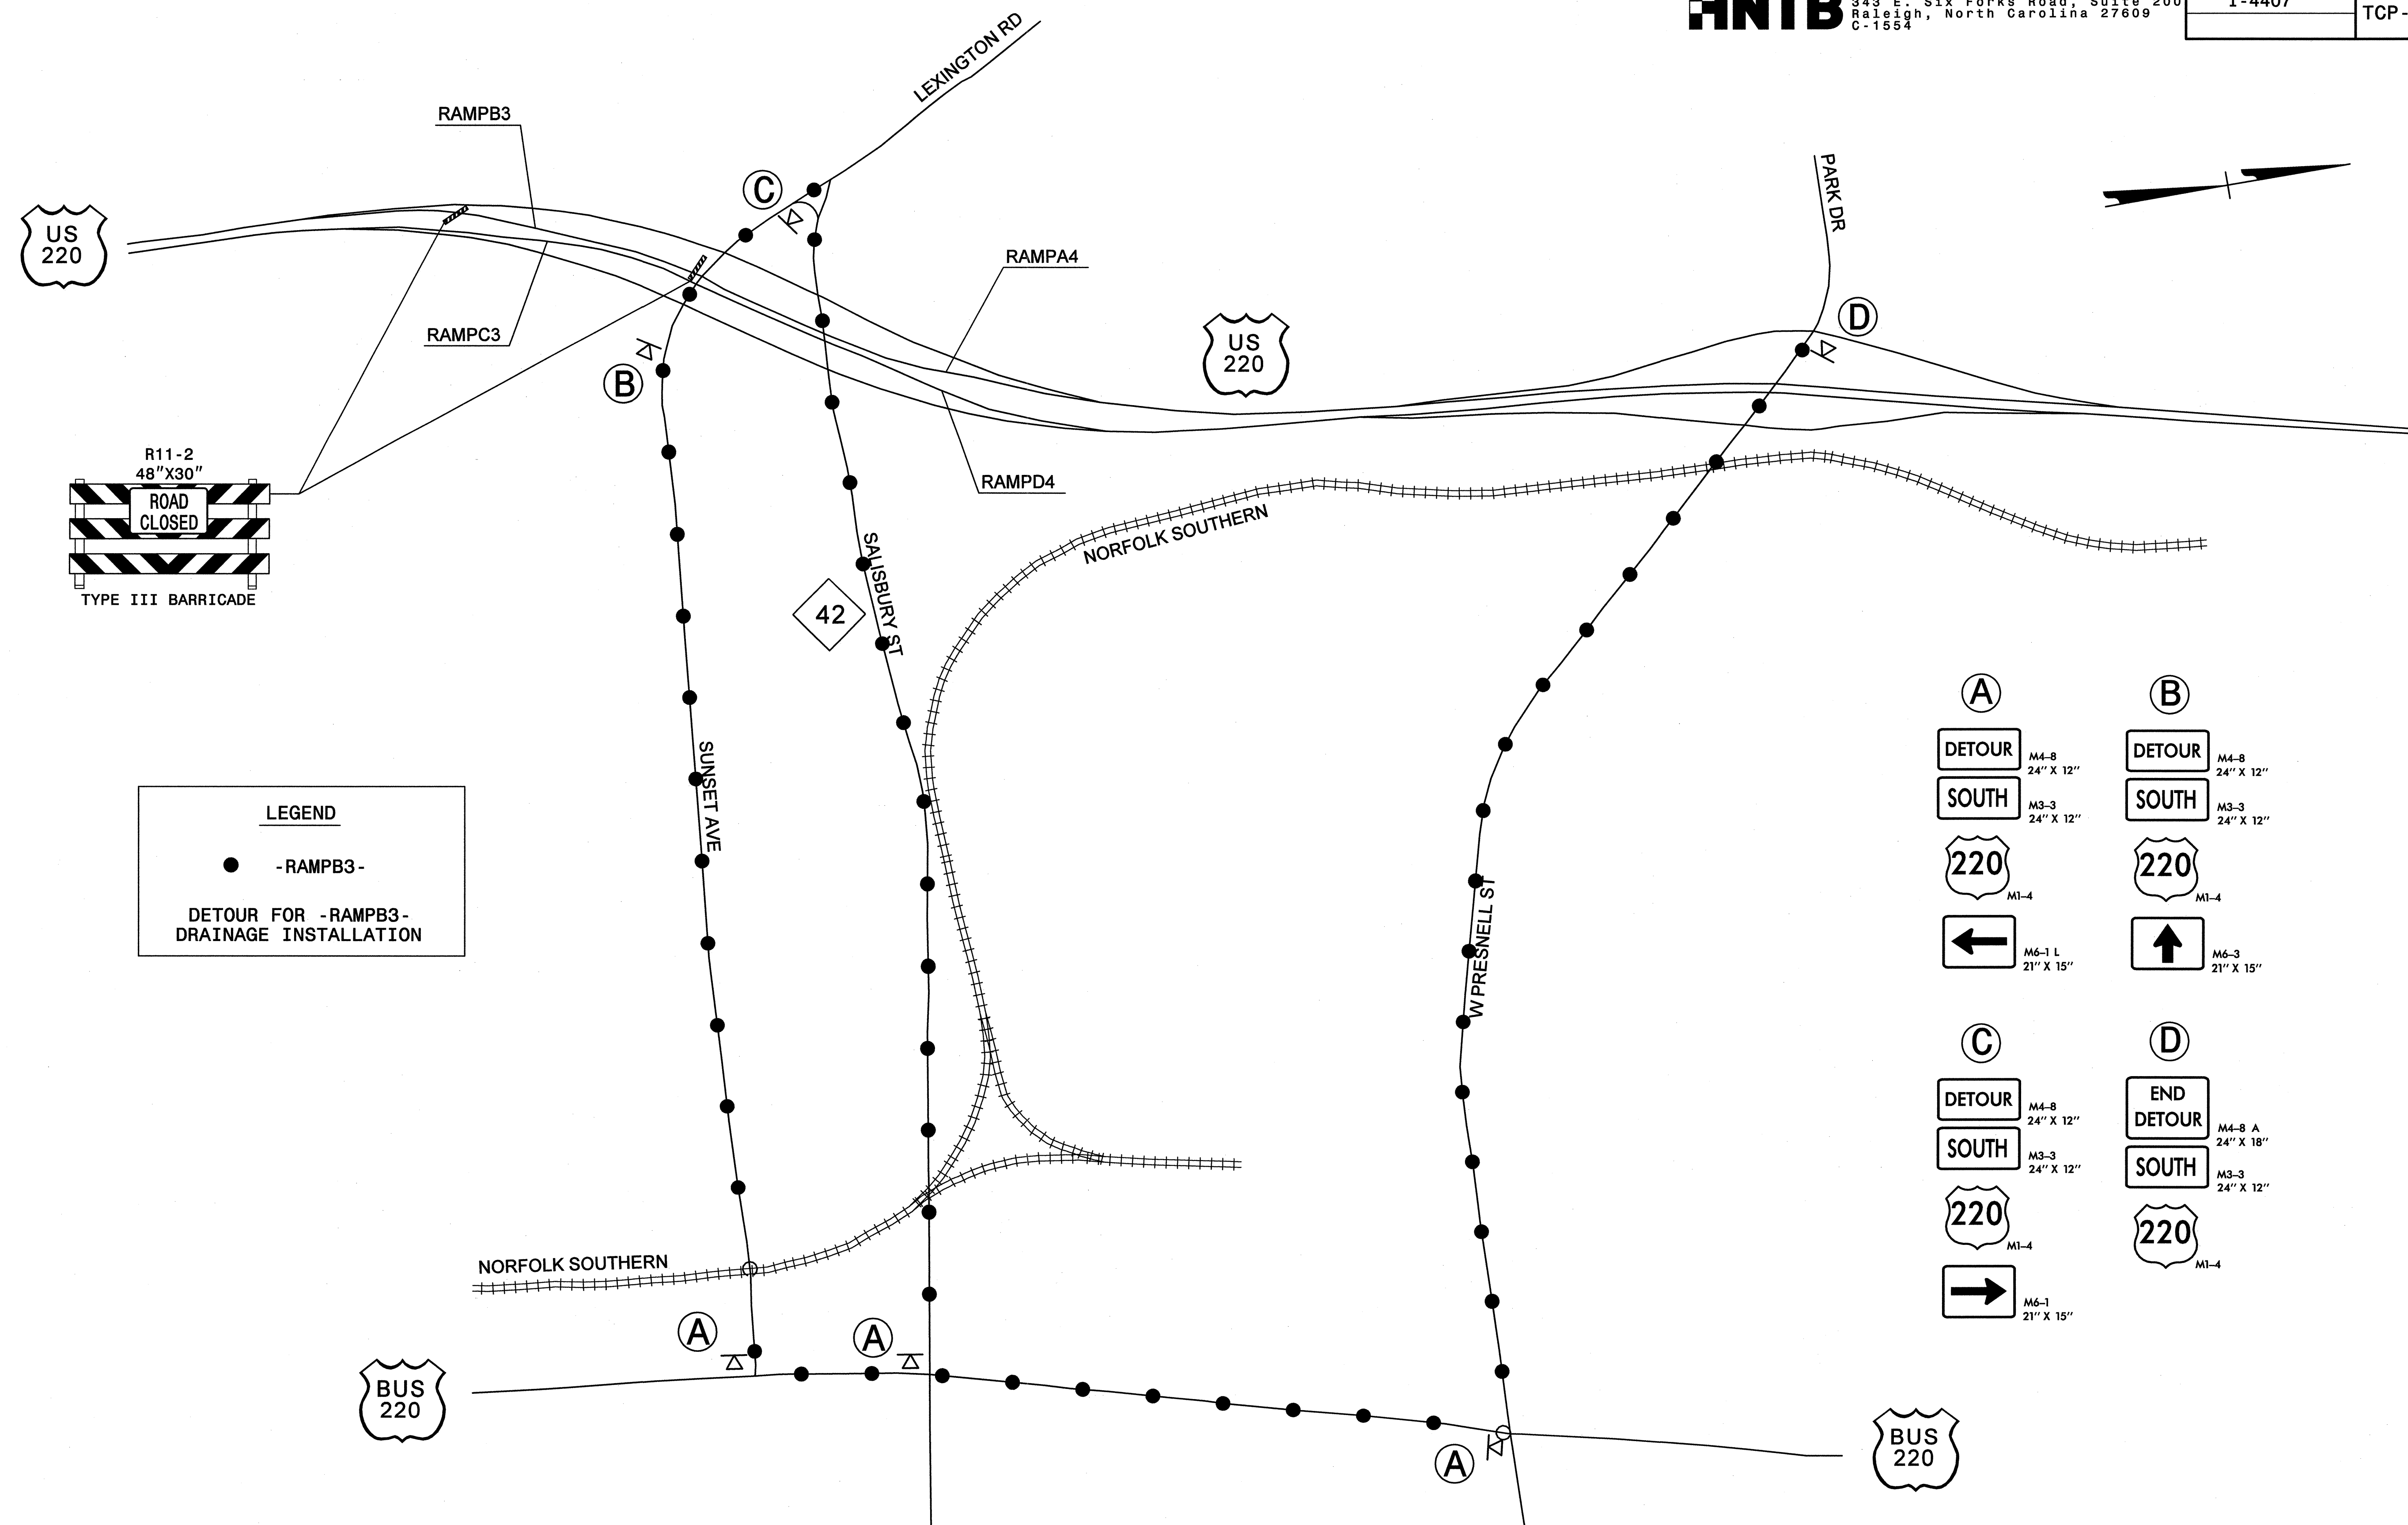 HNTB
343 E. Six Forks Road, Suite 200
Raleigh, North Carolina 27609
C-1554
I-4407
TCP-
LEXINGTON RD
RAMPB3
C
PARK DR
US
220
RAMPA4
D
RAMPC3
US
220
B
R11-2
48"X30"
ROAD
CLOSED
TYPE III BARRICADE
RAMPD4
NORFOLK SOUTHERN
SALISBURY ST
42
SUNSET AVE
LEGEND
-RAMPB3-
DETOUR FOR -RAMPB3-
DRAINAGE INSTALLATION
W PRESNELL ST
A
DETOUR
M4-8
24" X 12"
SOUTH
M3-3
24" X 12"
220
M1-4
M6-1 L
21" X 15"
B
DETOUR
M4-8
24" X 12"
SOUTH
M3-3
24" X 12"
220
M1-4
M6-3
21" X 15"
C
DETOUR
M4-8
24" X 12"
SOUTH
M3-3
24" X 12"
220
M1-4
M6-1
21" X 15"
D
END
DETOUR
M4-8 A
24" X 18"
SOUTH
M3-3
24" X 12"
220
M1-4
NORFOLK SOUTHERN
A
A
BUS
220
A
BUS
220